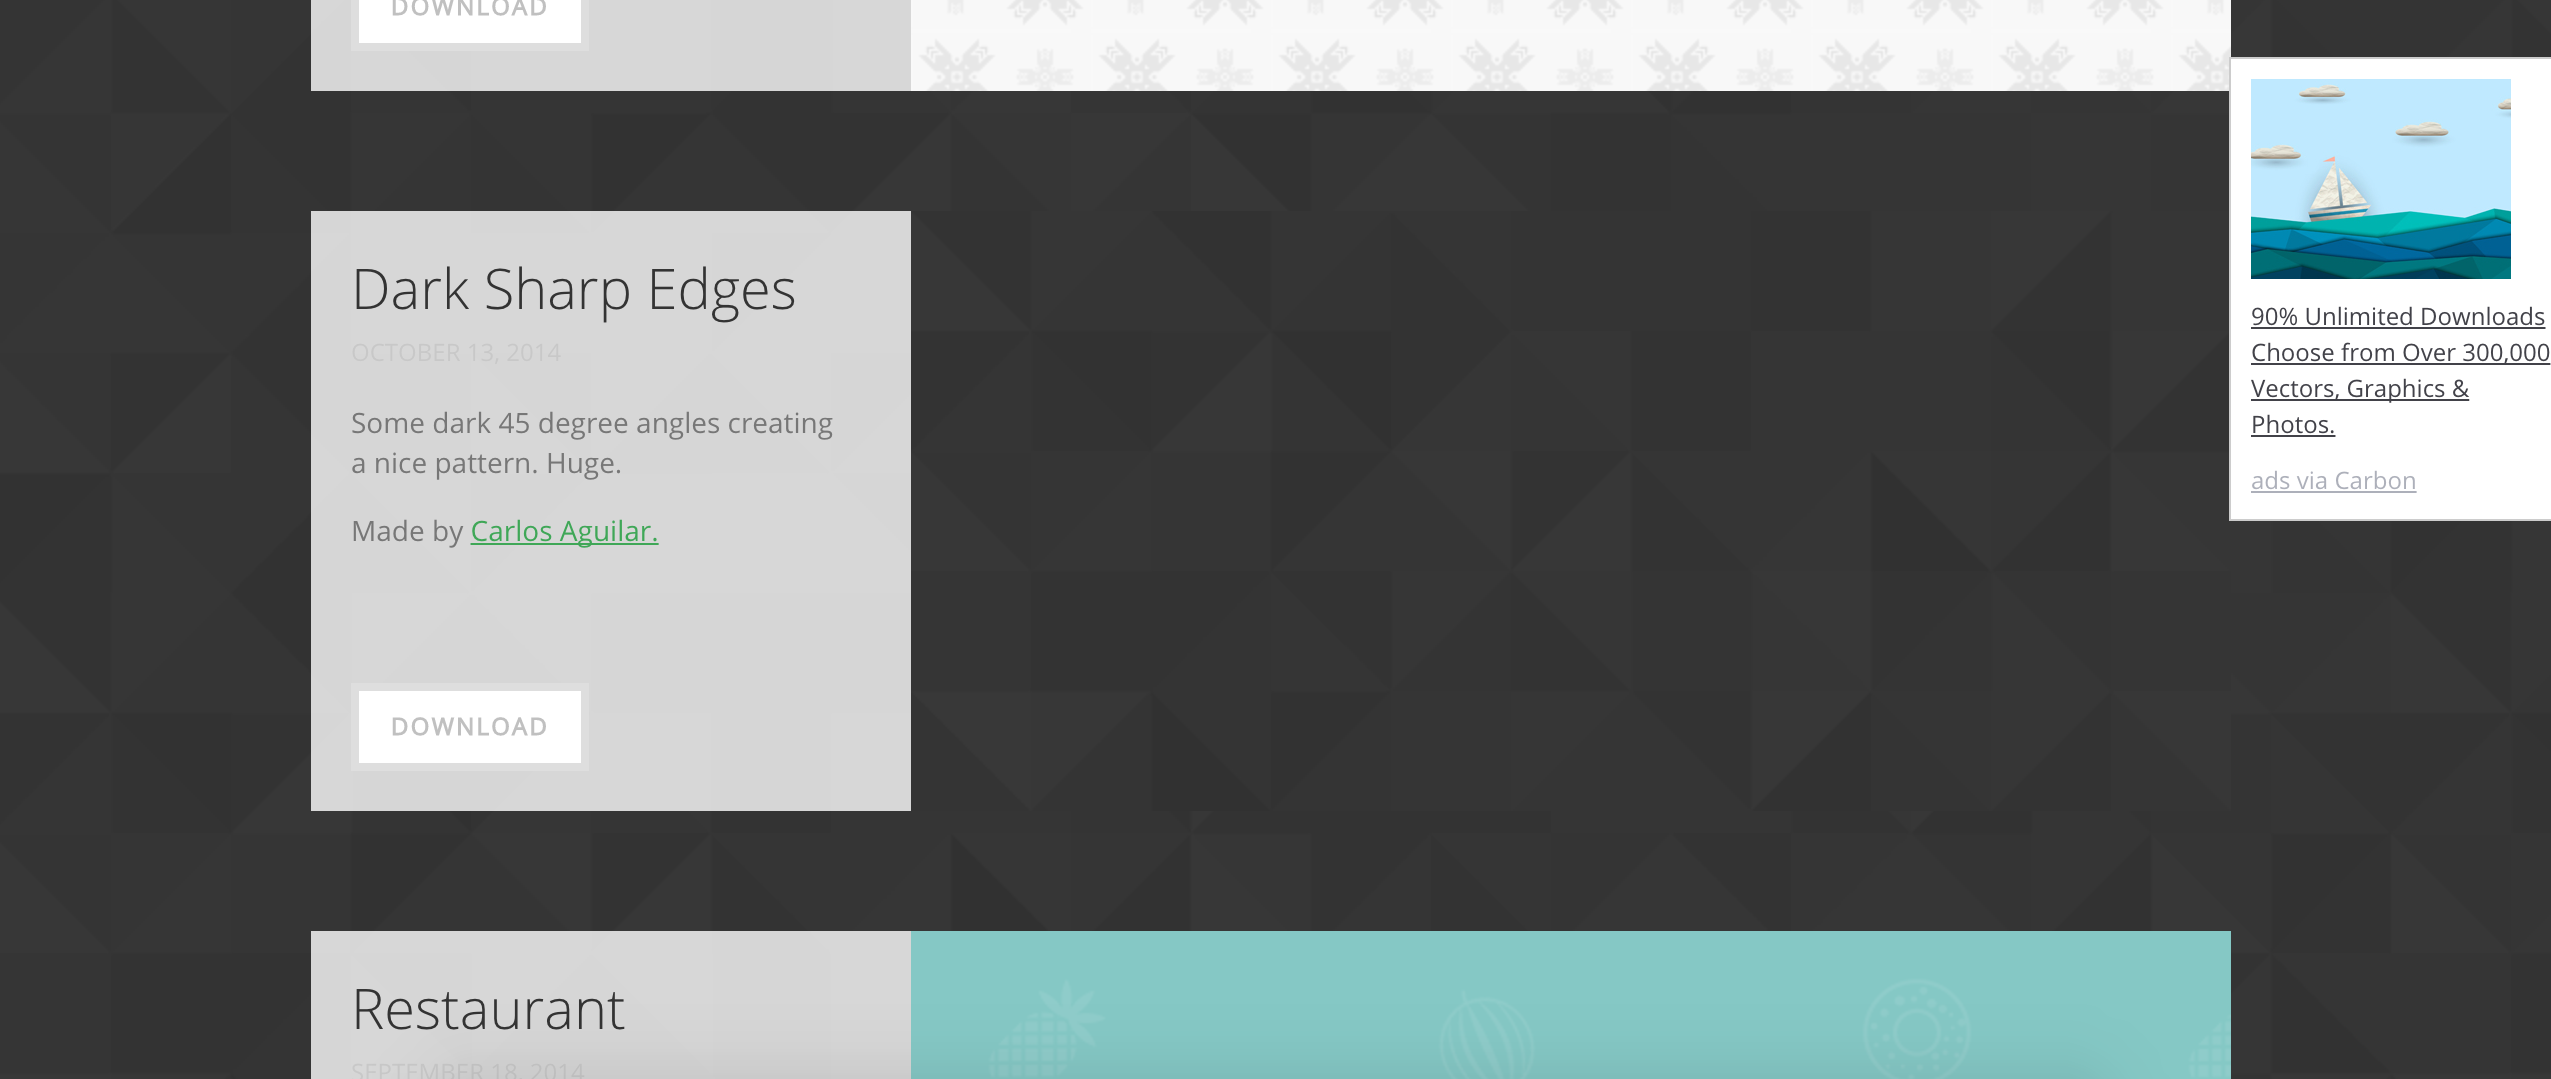 DOWNLOAD
Dark Sharp Edges
OCTOBER 13, 2014
Some dark 45 degree angles creating
a nice pattern. Huge.
Made by Carlos Aguilar.
DOWNLOAD
Restaurant
SEPTEMBER 18, 2014
90% Unlimited Downloads
Choose from Over 300,000
Vectors, Graphics &
Photos.
ads via Carbon